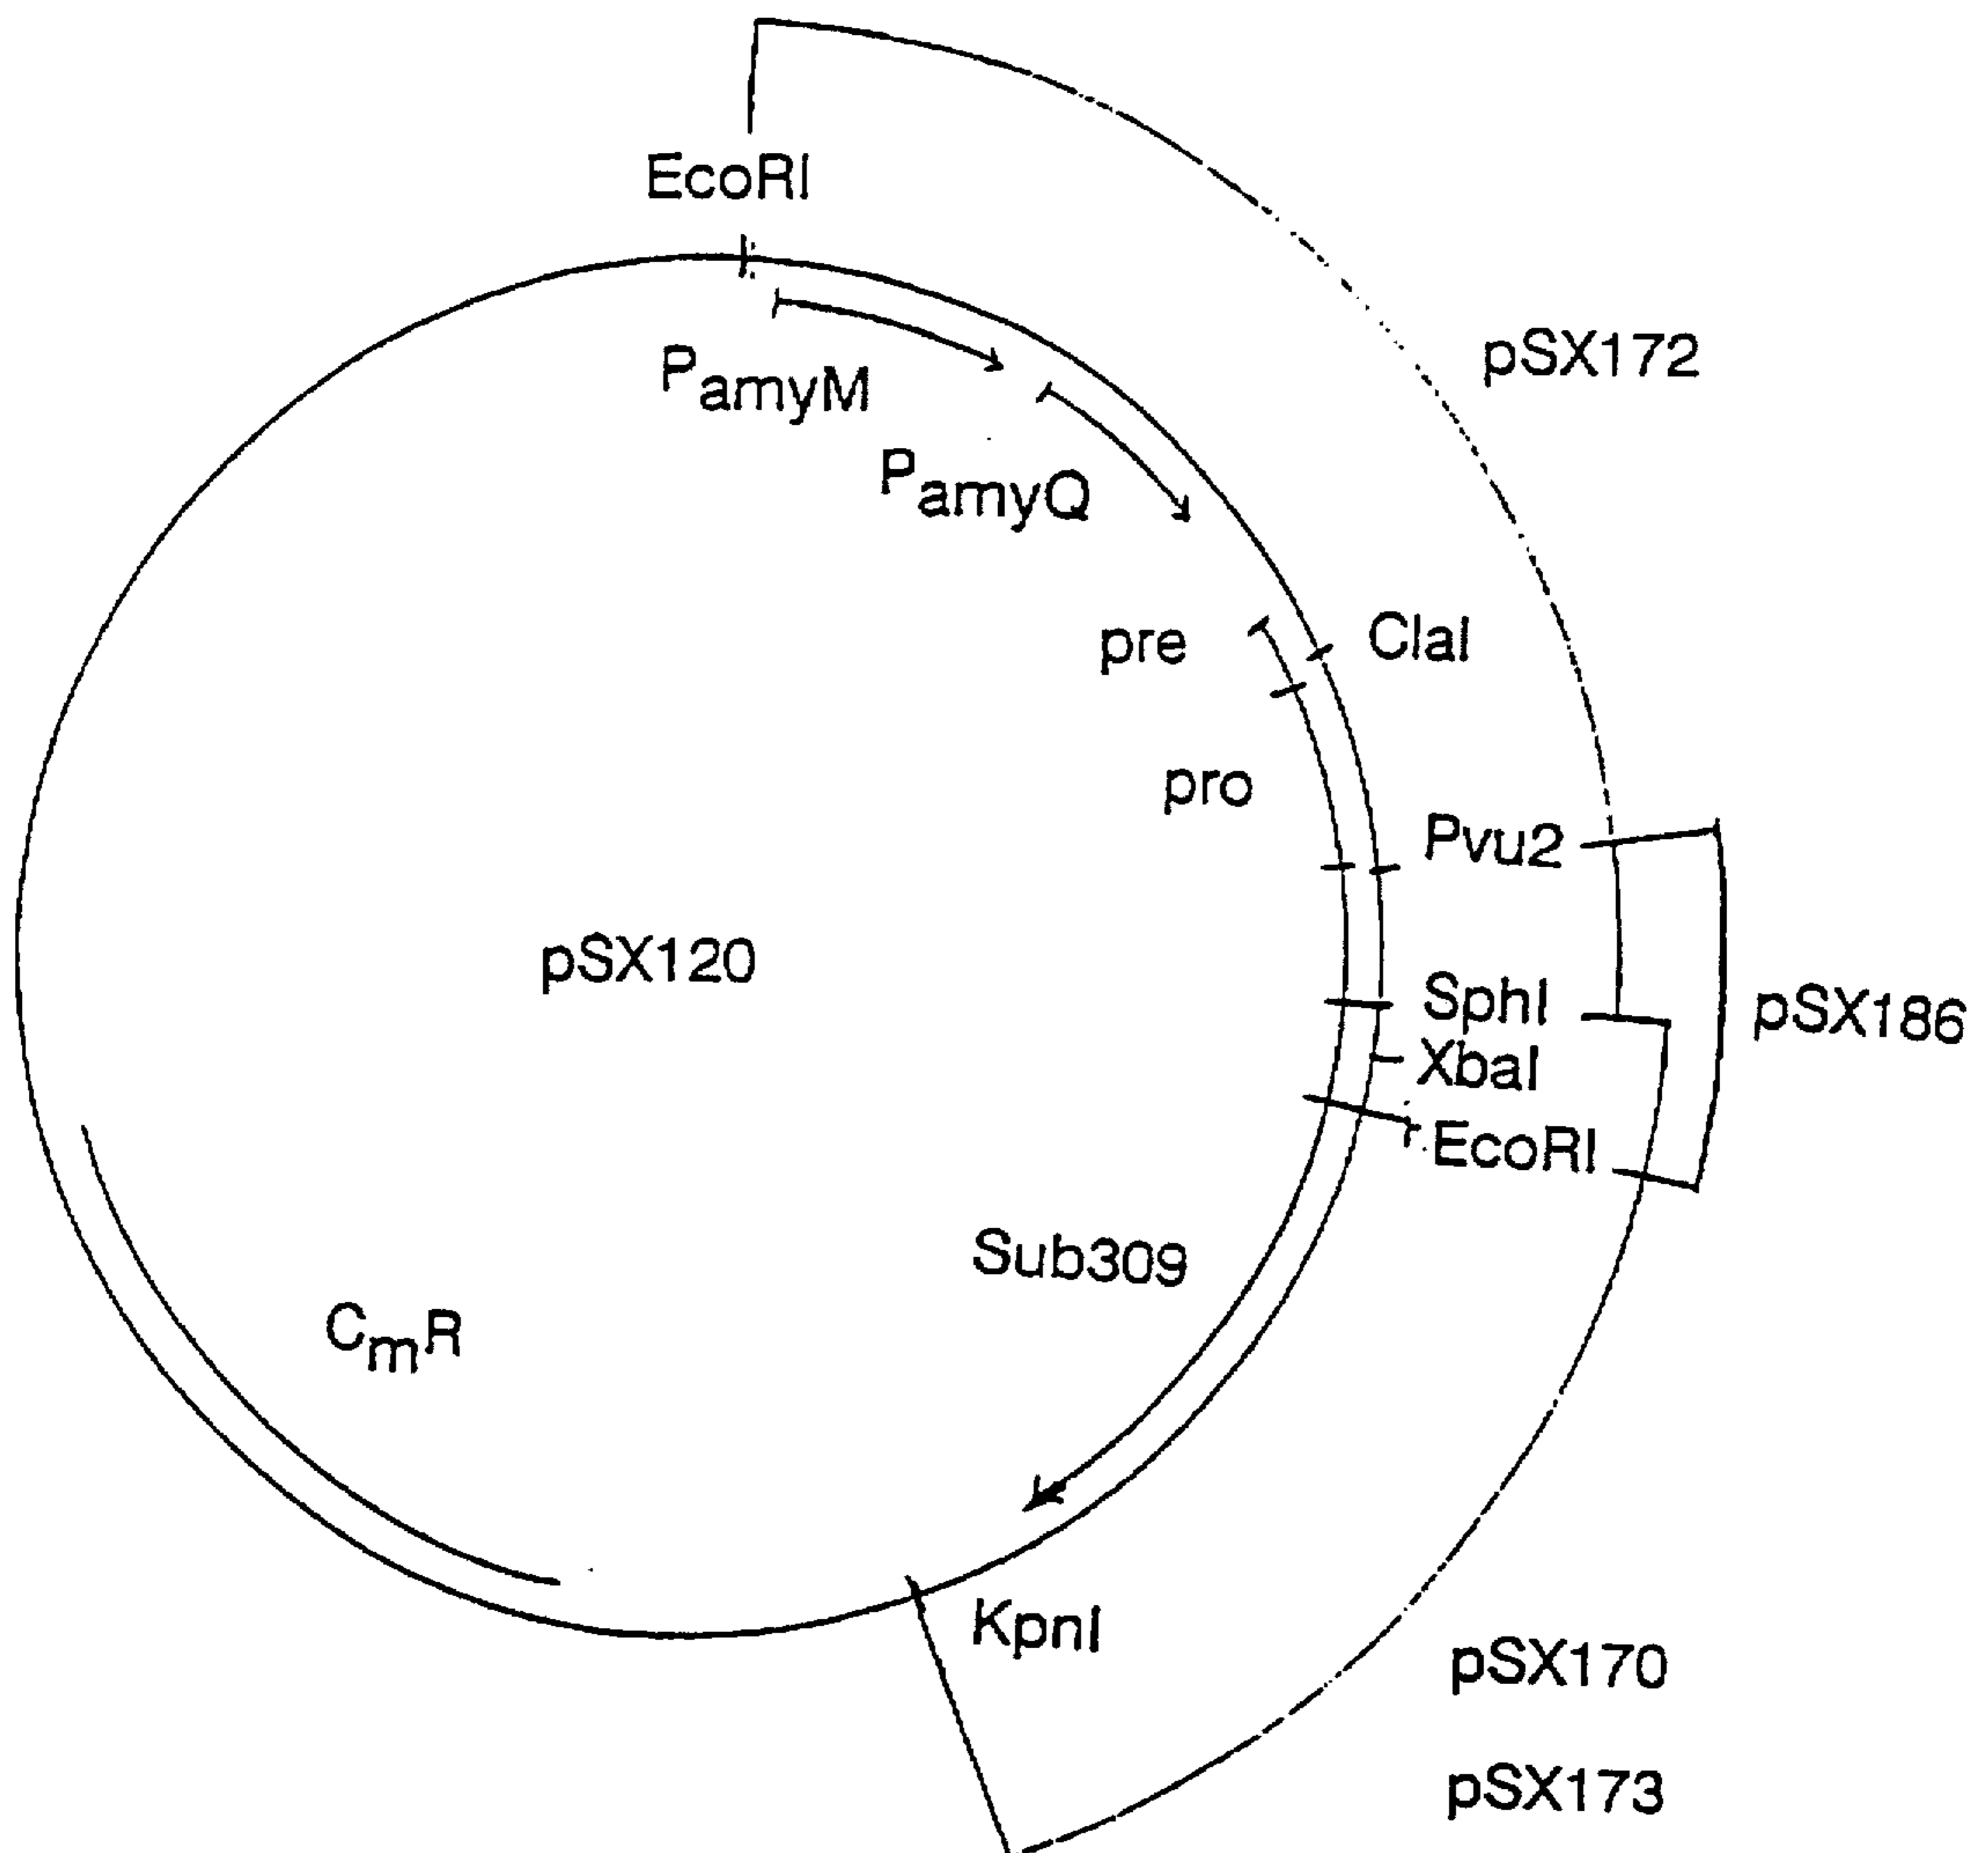 EcoRI
PamyM
pSX172
PamyQ
pre
ClaI
pro
Pvu2
pSX120
SphI
pSX186
XbaI
EcoRI
Sub309
CmR
KpnI
pSX170
pSX173